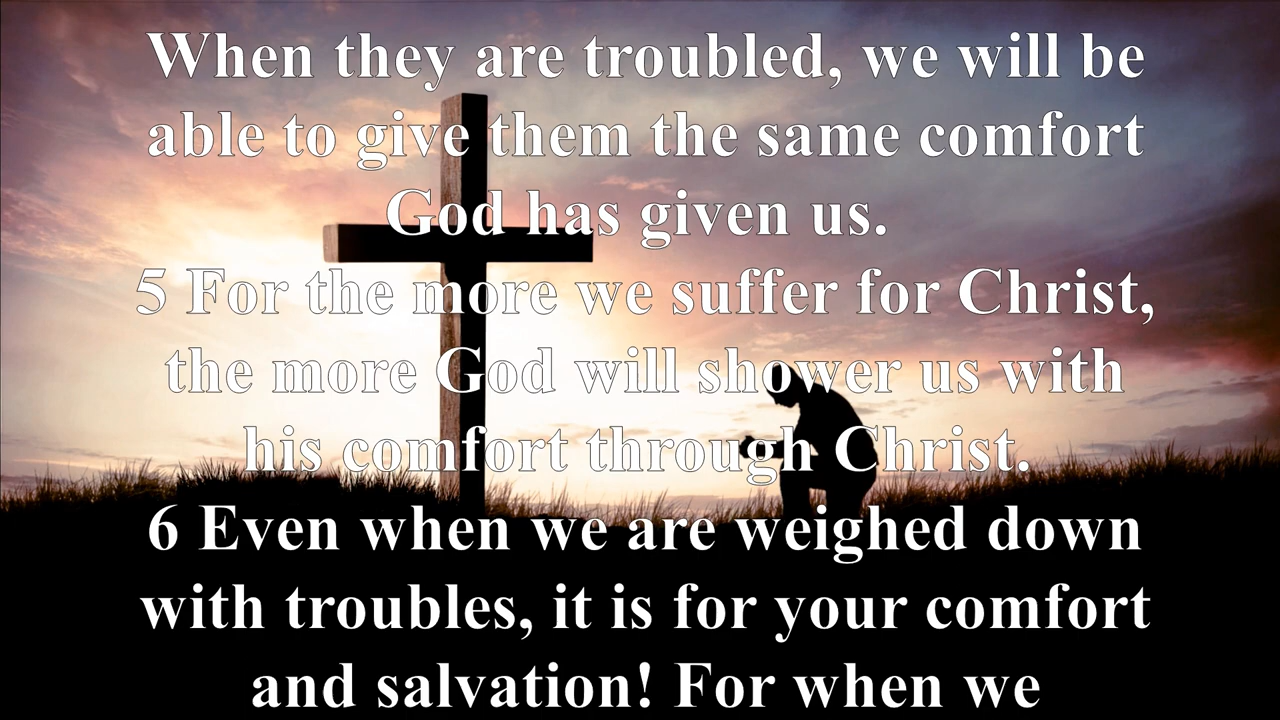 When they are troubled, we will be
able to give them the same comfort
God has given us.
5 For the more we suffer for Christ,
the more God will shower us with
his comfort through Christ.
6 Even when we are weighed down
with troubles, it is for your comfort
and salvation! For when we